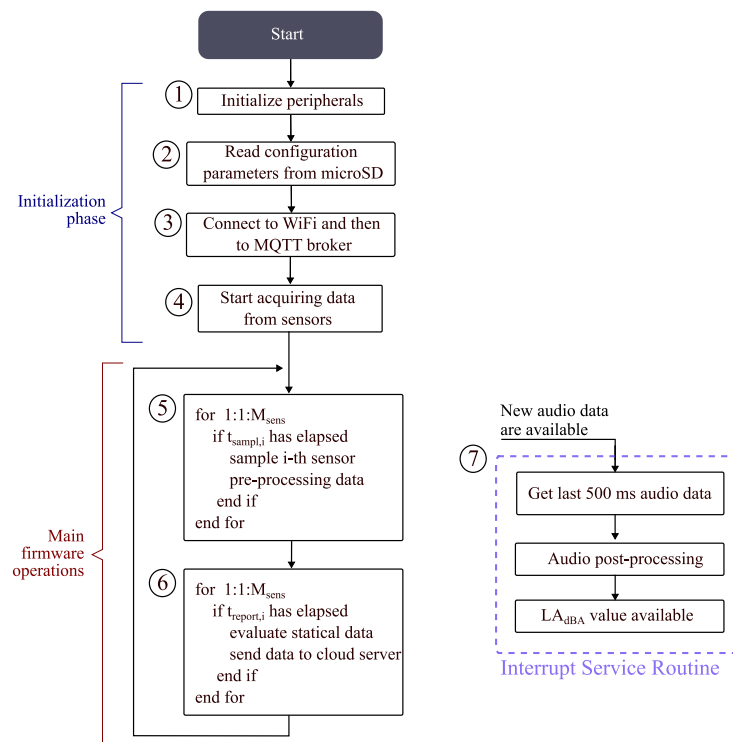 Start
1
Initialize peripherals
2
Read configuration
parameters from microSD
Initialization
phase
3
Connect to WiFi and then
to MQTT broker
4
Start acquiring data
from sensors
5
for 1:1:Msens
if tsampl,i has elapsed
sample i-th sensor
pre-processing data
end if
end for
Main
firmware
operations
6
for 1:1:Msens
if treport,i has elapsed
evaluate statical data
send data to cloud server
end if
end for
New audio data
are available
7
Get last 500 ms audio data
Audio post-processing
LAdBA value available
Interrupt Service Routine